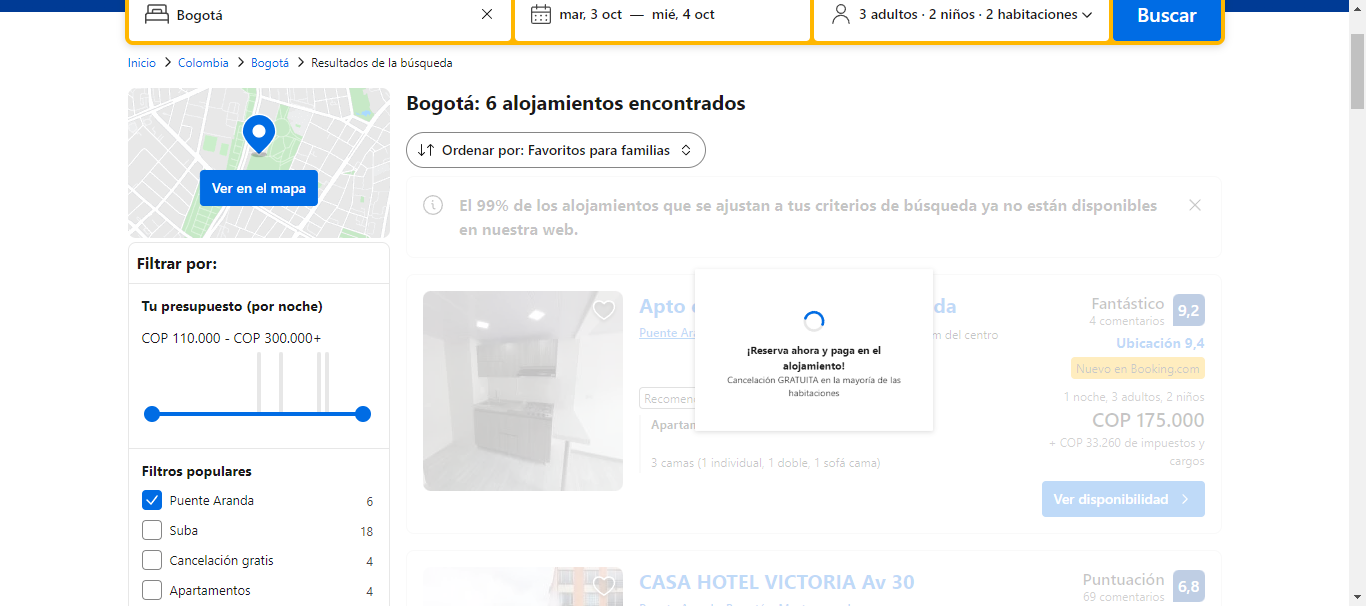 Bogotá
mar, 3 oct — mié, 4 oct
3 adultos · 2 niños · 2 habitaciones
Buscar
Inicio > Colombia > Bogotá > Resultados de la búsqueda
Ver en el mapa
Filtrar por:
Tu presupuesto (por noche)
COP 110.000 - COP 300.000+
Filtros populares
Puente Aranda 6
Suba 18
Cancelación gratis 4
Apartamentos 4
Bogotá: 6 alojamientos encontrados
Ordenar por: Favoritos para familias
El 99% de los alojamientos que se ajustan a tus criterios de búsqueda ya no están disponibles
en nuestra web.
Apto
da
Puente Ar
m del centro
Recomen
Apartam
3 camas (1 individual, 1 doble, 1 sofá cama)
¡Reserva ahora y paga en el
alojamiento!
Cancelación GRATUITA en la mayoría de las
habitaciones
Fantástico 9,2
4 comentarios
Ubicación 9,4
Nuevo en Booking.com
1 noche, 3 adultos, 2 niños
COP 175.000
+ COP 33.260 de impuestos y
cargos
Ver disponibilidad
CASA HOTEL VICTORIA Av 30
Puntuación 6,8
69 comentarios